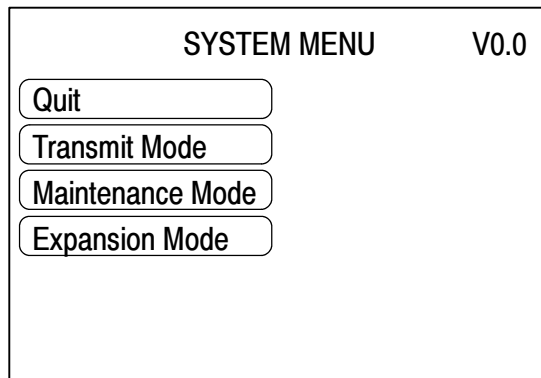 SYSTEM MENU V0.0
Quit
Transmit Mode
Maintenance Mode
Expansion Mode